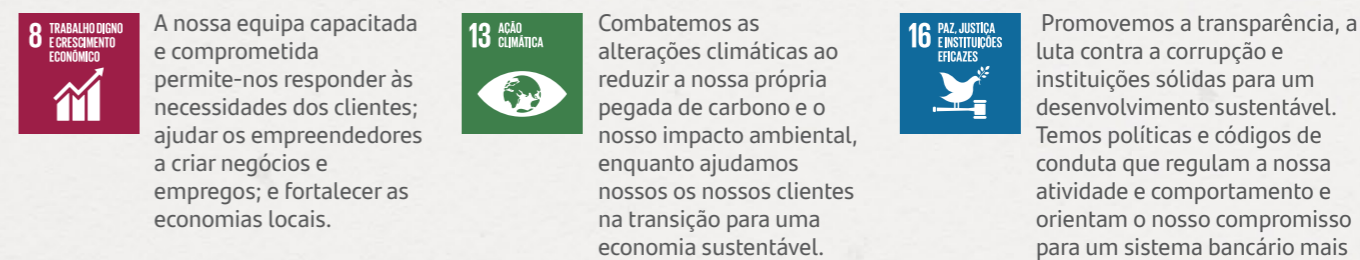 8 TRABALHO DIGNO
E CRESCIMENTO
ECONÓMICO
A nossa equipa capacitada
e comprometida
permite-nos responder às
necessidades dos clientes;
ajudar os empreendedores
a criar negócios e
empregos; e fortalecer as
economias locais.
13 AÇÃO
CLIMÁTICA
Combatemos as
alterações climáticas ao
reduzir a nossa própria
pegada de carbono e o
nosso impacto ambiental,
enquanto ajudamos
nossos os nossos clientes
na transição para uma
economia sustentável.
16 PAZ, JUSTIÇA
E INSTITUIÇÕES
EFICAZES
Promovemos a transparência, a
luta contra a corrupção e
instituições sólidas para um
desenvolvimento sustentável.
Temos políticas e códigos de
conduta que regulam a nossa
atividade e comportamento e
orientam o nosso compromisso
para um sistema bancário mais